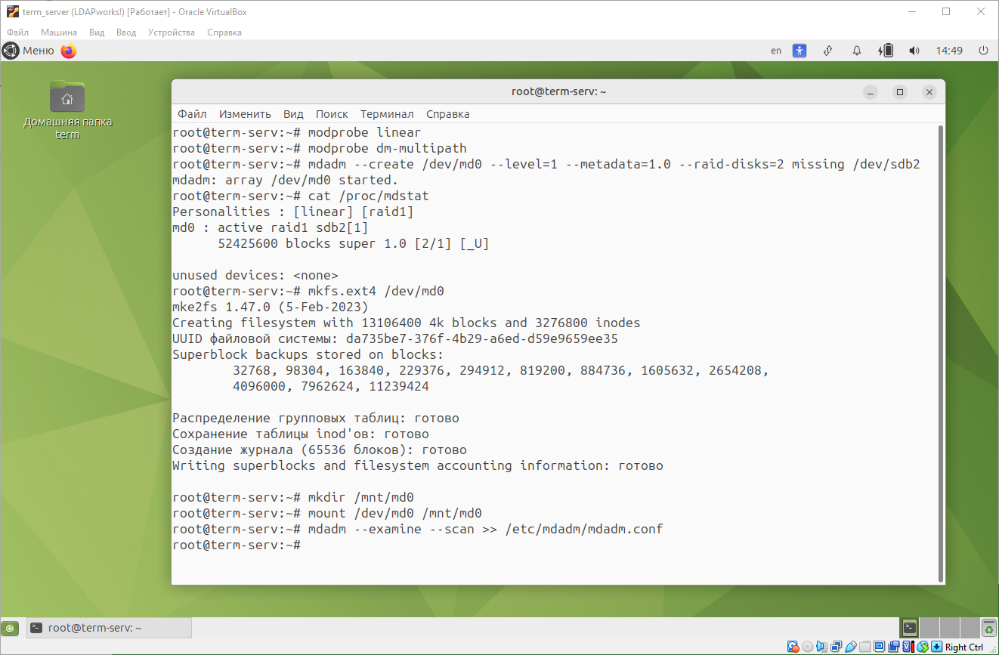 term_server (LDAPworks!) [Работает] - Oracle VirtualBox
Файл Машина Вид Ввод Устройства Справка
Меню en 14:49
Домашняя папка
term
root@term-serv: ~
Файл Изменить Вид Поиск Терминал Справка
root@term-serv:~# modprobe linear
root@term-serv:~# modprobe dm-multipath
root@term-serv:~# mdadm --create /dev/md0 --level=1 --metadata=1.0 --raid-disks=2 missing /dev/sdb2
mdadm: array /dev/md0 started.
root@term-serv:~# cat /proc/mdstat
Personalities : [linear] [raid1]
md0 : active raid1 sdb2[1]
      52425600 blocks super 1.0 [2/1] [_U]
unused devices: <none>
root@term-serv:~# mkfs.ext4 /dev/md0
mke2fs 1.47.0 (5-Feb-2023)
Creating filesystem with 13106400 4k blocks and 3276800 inodes
UUID файловой системы: da735be7-376f-4b29-a6ed-d59e9659ee35
Superblock backups stored on blocks:
        32768, 98304, 163840, 229376, 294912, 819200, 884736, 1605632, 2654208,
        4096000, 7962624, 11239424
Распределение групповых таблиц: готово
Сохранение таблицы inod'ов: готово
Создание журнала (65536 блоков): готово
Writing superblocks and filesystem accounting information: готово
root@term-serv:~# mkdir /mnt/md0
root@term-serv:~# mount /dev/md0 /mnt/md0
root@term-serv:~# mdadm --examine --scan >> /etc/mdadm/mdadm.conf
root@term-serv:~#
root@term-serv: ~
Right Ctrl